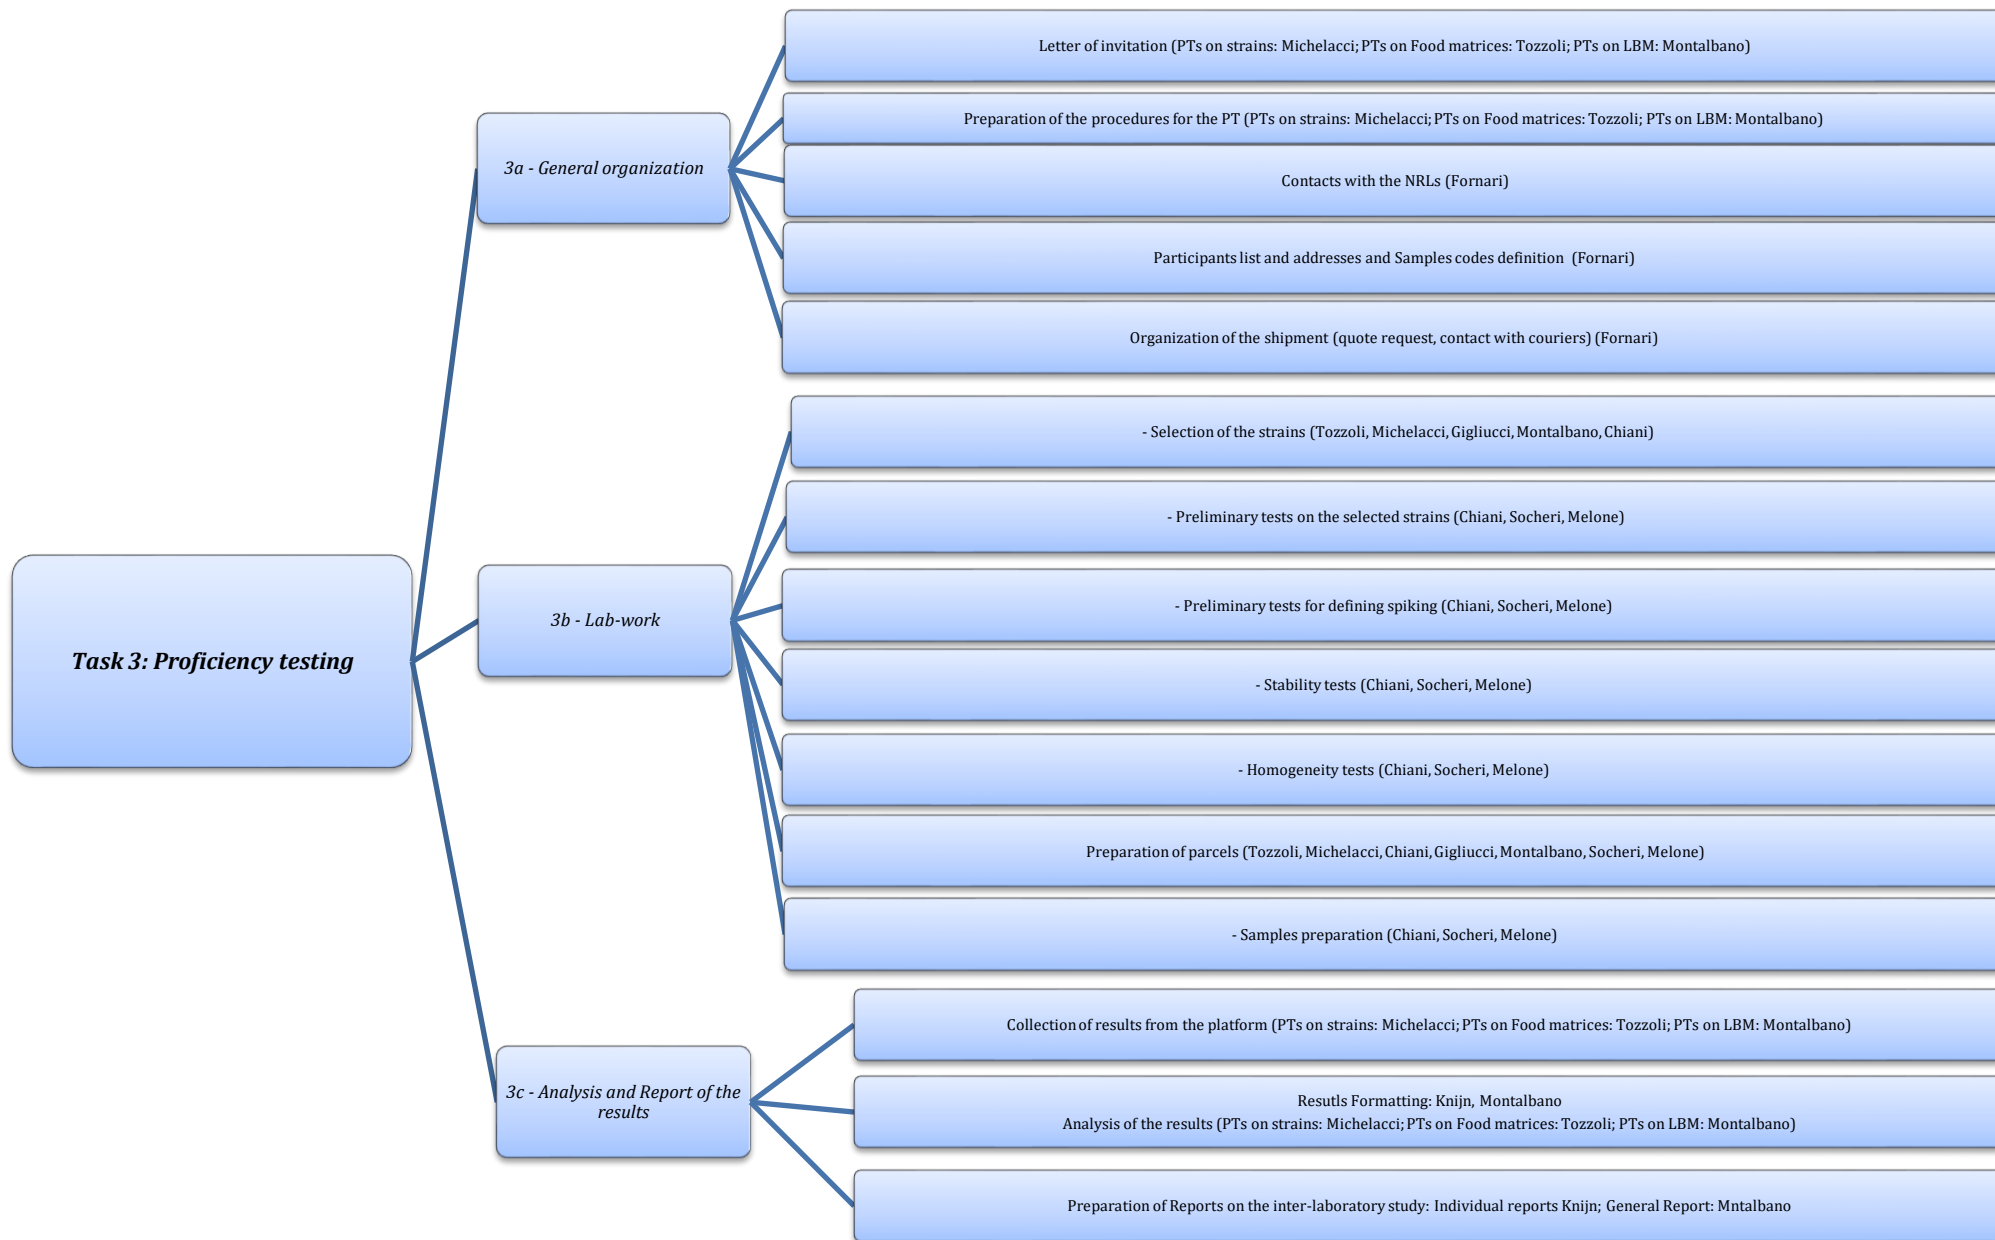 Task 3: Proficiency testing
3a - General organization
Letter of invitation (PTs on strains: Michelacci; PTs on Food matrices: Tozzoli; PTs on LBM: Montalbano)
Preparation of the procedures for the PT (PTs on strains: Michelacci; PTs on Food matrices: Tozzoli; PTs on LBM: Montalbano)
Contacts with the NRLs (Fornari)
Participants list and addresses and Samples codes definition (Fornari)
Organization of the shipment (quote request, contact with couriers) (Fornari)
3b - Lab-work
- Selection of the strains (Tozzoli, Michelacci, Gigliucci, Montalbano, Chiani)
- Preliminary tests on the selected strains (Chiani, Socheri, Melone)
- Preliminary tests for defining spiking (Chiani, Socheri, Melone)
- Stability tests (Chiani, Socheri, Melone)
- Homogeneity tests (Chiani, Socheri, Melone)
Preparation of parcels (Tozzoli, Michelacci, Chiani, Gigliucci, Montalbano, Socheri, Melone)
- Samples preparation (Chiani, Socheri, Melone)
3c - Analysis and Report of the
results
Collection of results from the platform (PTs on strains: Michelacci; PTs on Food matrices: Tozzoli; PTs on LBM: Montalbano)
Resutls Formatting: Knijn, Montalbano
Analysis of the results (PTs on strains: Michelacci; PTs on Food matrices: Tozzoli; PTs on LBM: Montalbano)
Preparation of Reports on the inter-laboratory study: Individual reports Knijn; General Report: Mntalbano